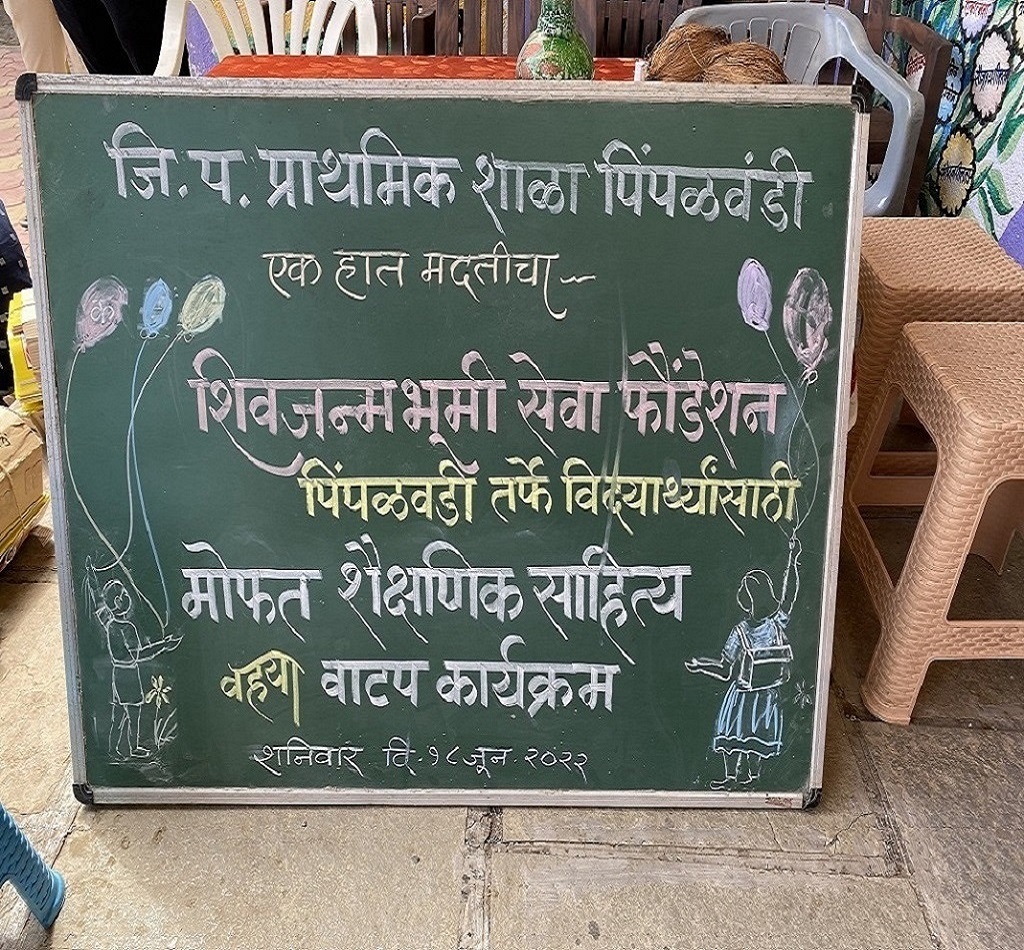 जि. प. प्राथमिक शाळा पिंपळवंडी
एक हात मदतीचा --
शिवजन्मभूमी सेवा फौंडेशन
पिंपळवंडी तर्फे विद्यार्थ्यांसाठी
मोफत शैक्षणिक साहित्य
वह्या वाटप कार्यक्रम
शनिवार दि. १८ जून. २०२२